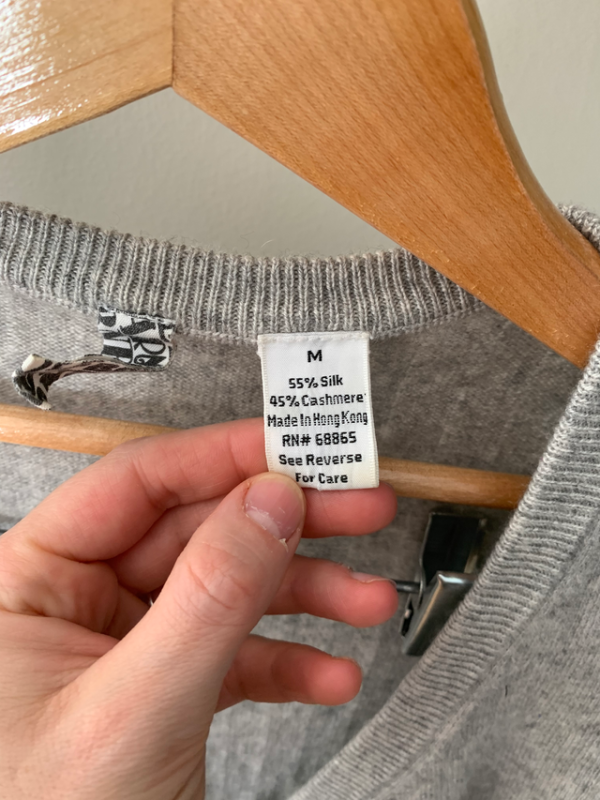 M
55% Silk
45% Cashmere
Made In Hong Kong
RN# 68865
See Reverse
For Care